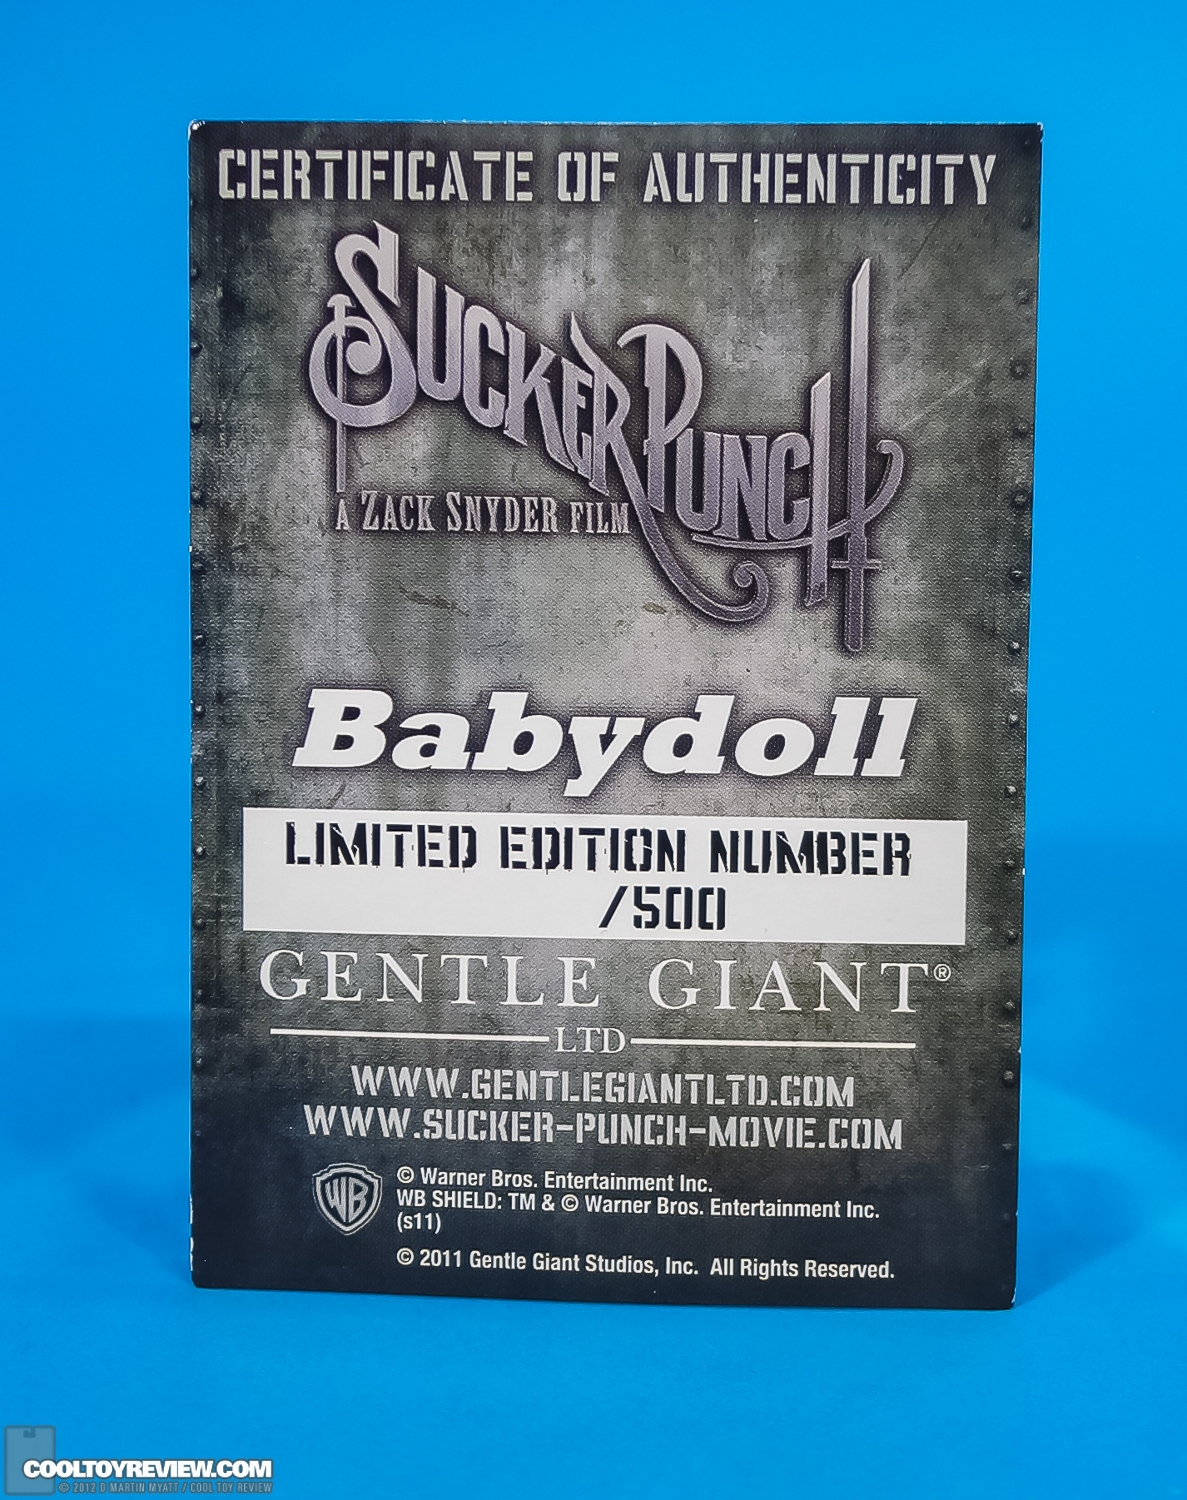 CERTIFICATE OF AUTHENTICITY
SUCKER PUNCH
A ZACK SNYDER FILM
Babydoll
LIMITED EDITION NUMBER
/500
GENTLE GIANT®
LTD
WWW.GENTLEGIANTLTD.COM
WWW.SUCKER-PUNCH-MOVIE.COM
WB
© Warner Bros. Entertainment Inc.
WB SHIELD: TM & © Warner Bros. Entertainment Inc.
(s11)
© 2011 Gentle Giant Studios, Inc. All Rights Reserved.
COOLTOYREVIEW.COM
© 2012 D MARTIN MYATT / COOL TOY REVIEW